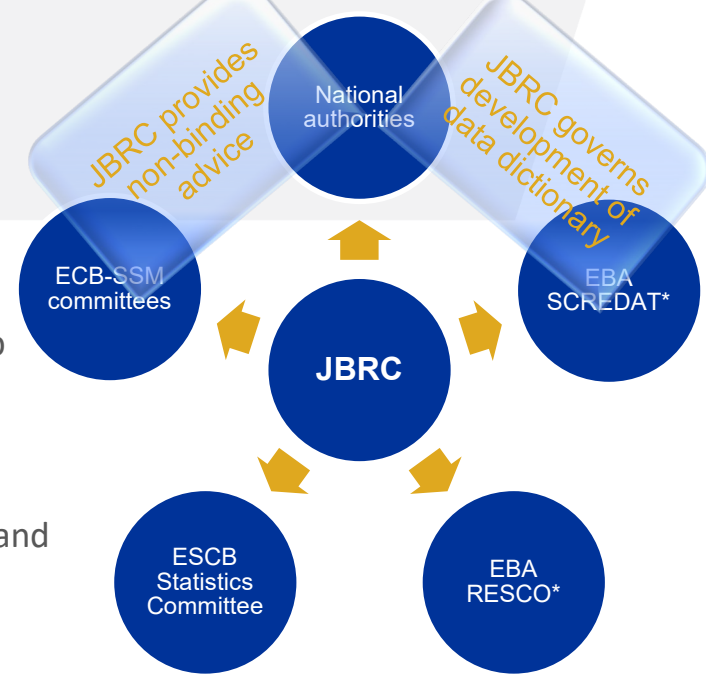 JBRC provides
non-binding
advice
National
authorities
JBRC governs
development of
data dictionary
ECB-SSM
committees
EBA
SCREDAT*
JBRC
and
ESCB
Statistics
Committee
EBA
RESCO*